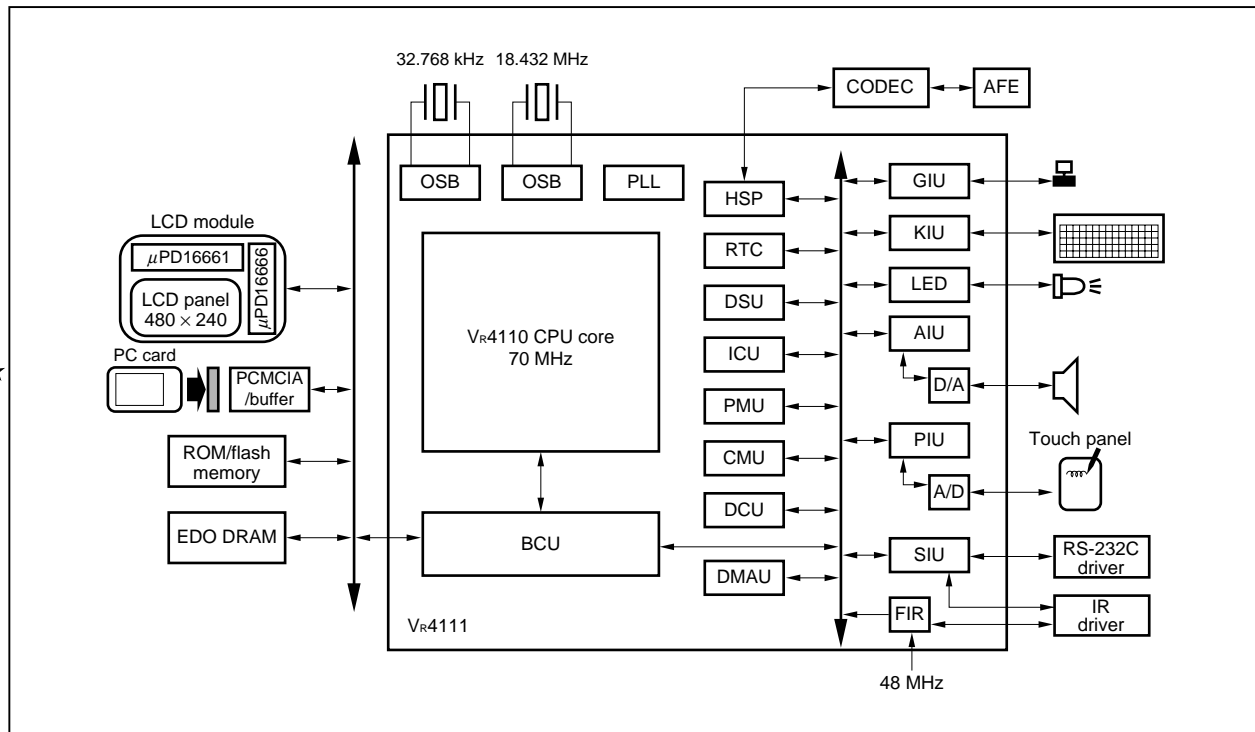 32.768 kHz
18.432 MHz
OSB
OSB
PLL
CODEC
AFE
LCD module
µPD16661
µPD16666
LCD panel
480 × 240
PC card
PCMCIA
/buffer
ROM/flash
memory
EDO DRAM
VR4110 CPU core
70 MHz
BCU
VR4111
HSP
RTC
DSU
ICU
PMU
CMU
DCU
DMAU
GIU
KIU
LED
AIU
D/A
PIU
A/D
SIU
FIR
48 MHz
Touch panel
RS-232C
driver
IR
driver